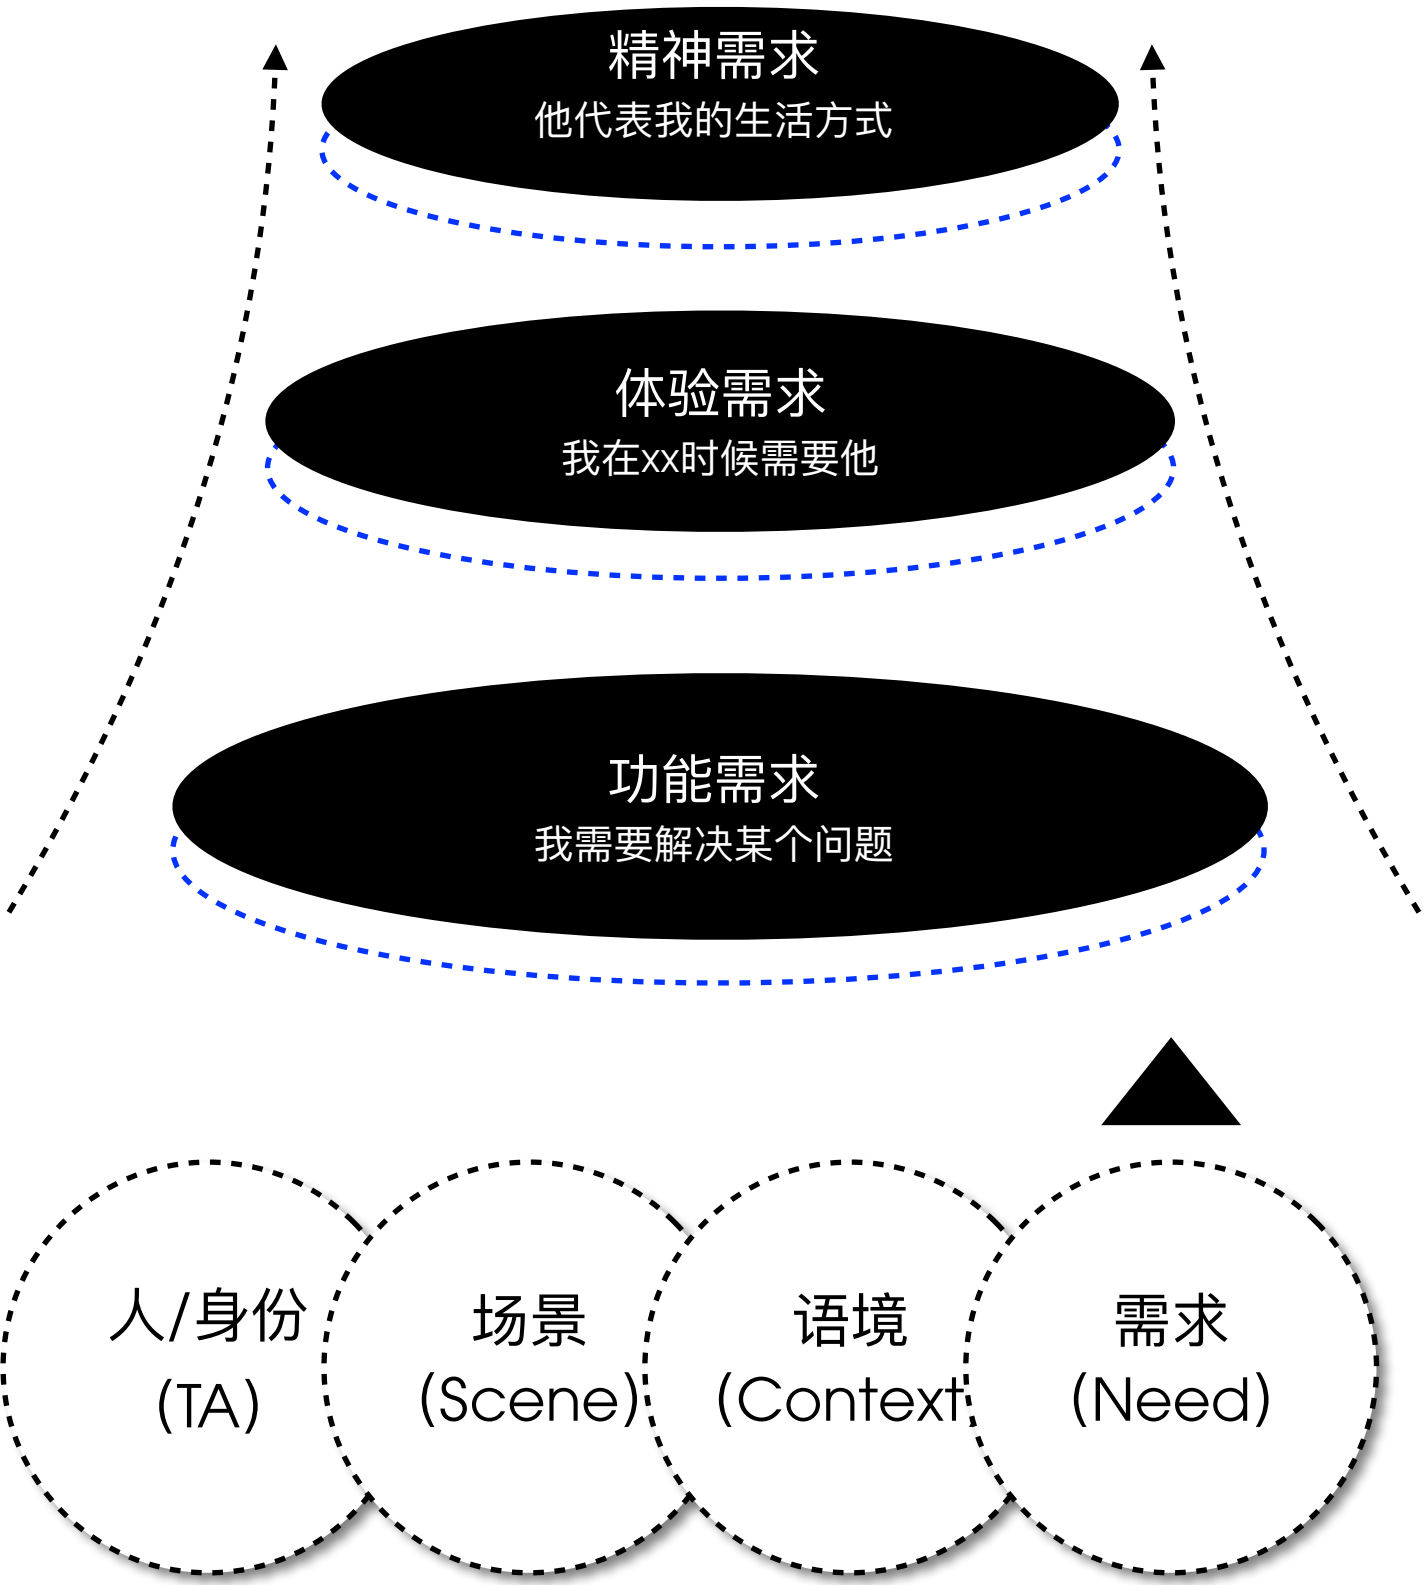 精神需求
他代表我的生活方式
体验需求
我在xx时候需要他
功能需求
我需要解决某个问题
人/身份
(TA)
场景
(Scene)
语境
(Context
需求
(Need)